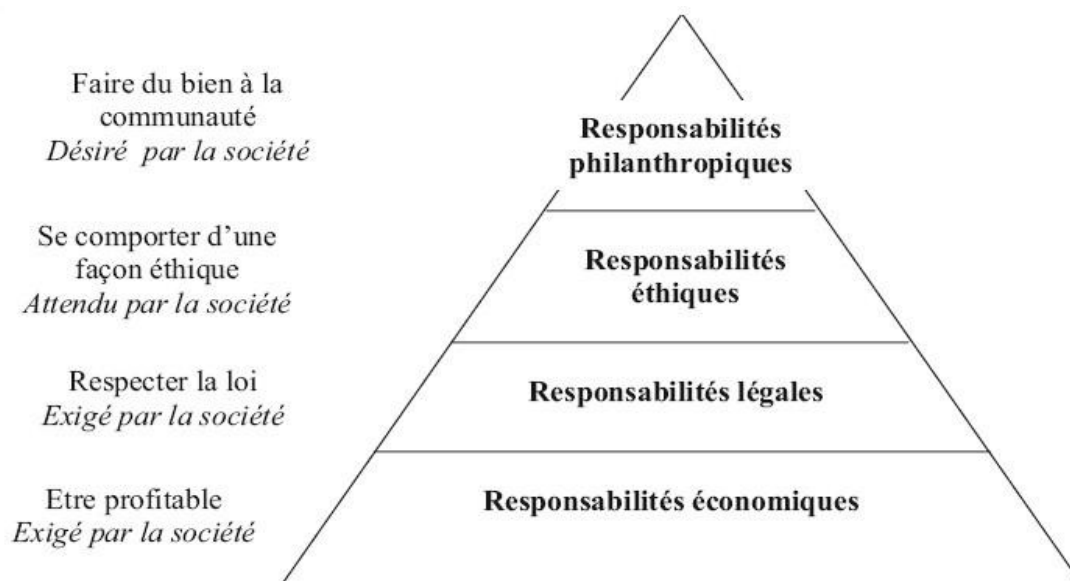 Faire du bien à la
communauté
Désiré par la société
Responsabilités
philanthropiques
Se comporter d’une
façon éthique
Attendu par la société
Responsabilités
éthiques
Respecter la loi
Exigé par la société
Responsabilités légales
Etre profitable
Exigé par la société
Responsabilités économiques